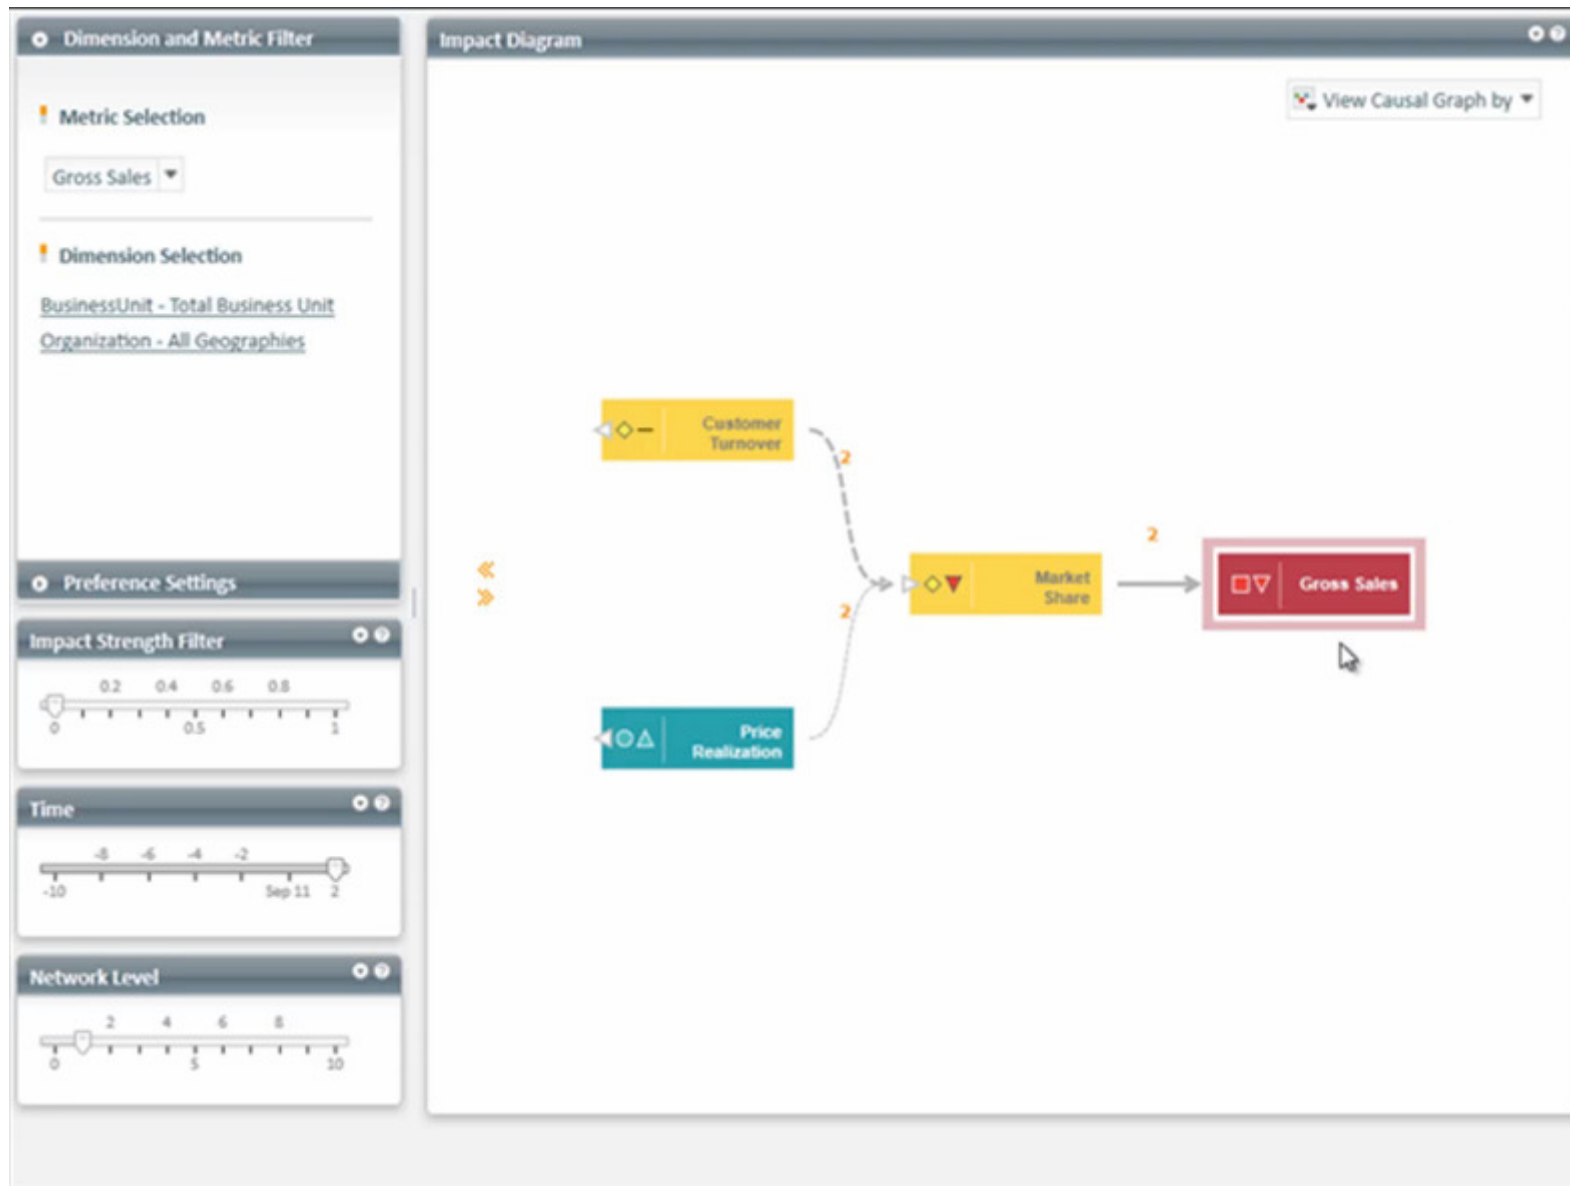 Dimension and Metric Filter
Metric Selection
Gross Sales
Dimension Selection
BusinessUnit - Total Business Unit
Organization - All Geographies
Preference Settings
Impact Strength Filter
0.2 0.4 0.6 0.8
0 0.5 1
Time
-8 -6 -4 -2
-10 Sep 11 2
Network Level
2 4 6 8
0 5 10
Impact Diagram
View Causal Graph by
Customer
Turnover
2
2
Market
Share
2
Gross Sales
Price
Realization